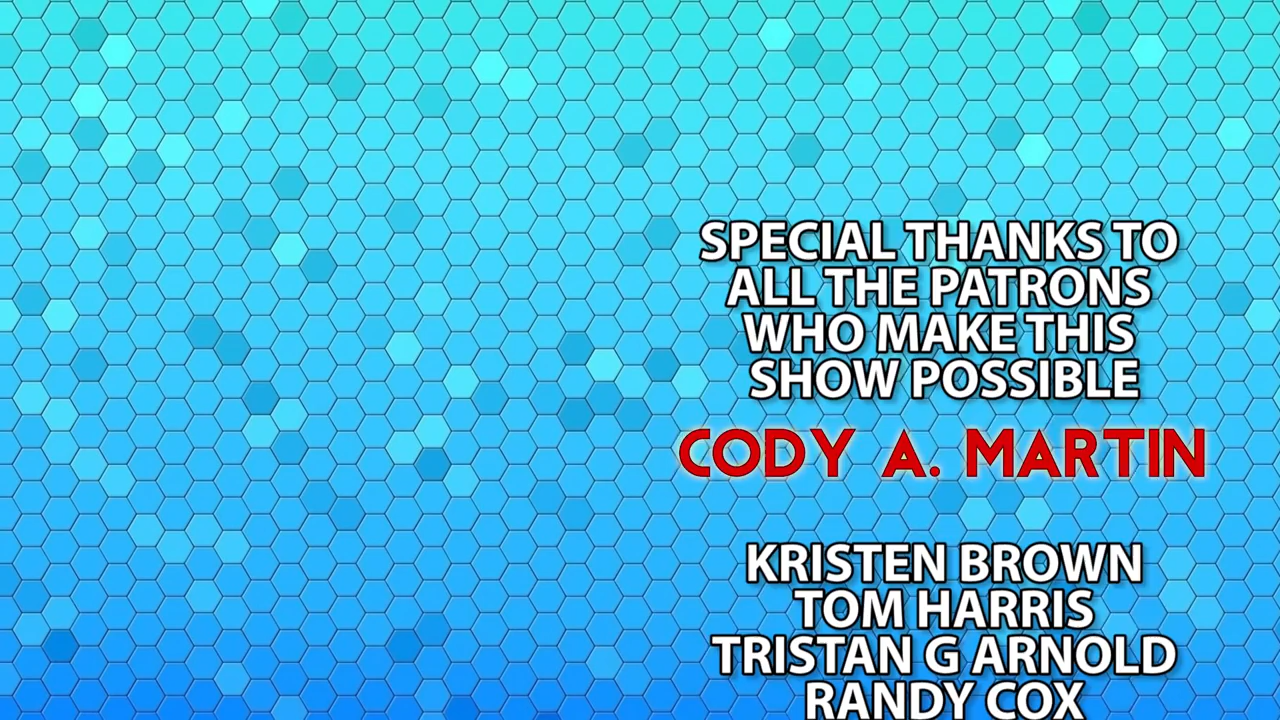 SPECIAL THANKS TO
ALL THE PATRONS
WHO MAKE THIS
SHOW POSSIBLE
CODY A. MARTIN
KRISTEN BROWN
TOM HARRIS
TRISTAN G ARNOLD
RANDY COX